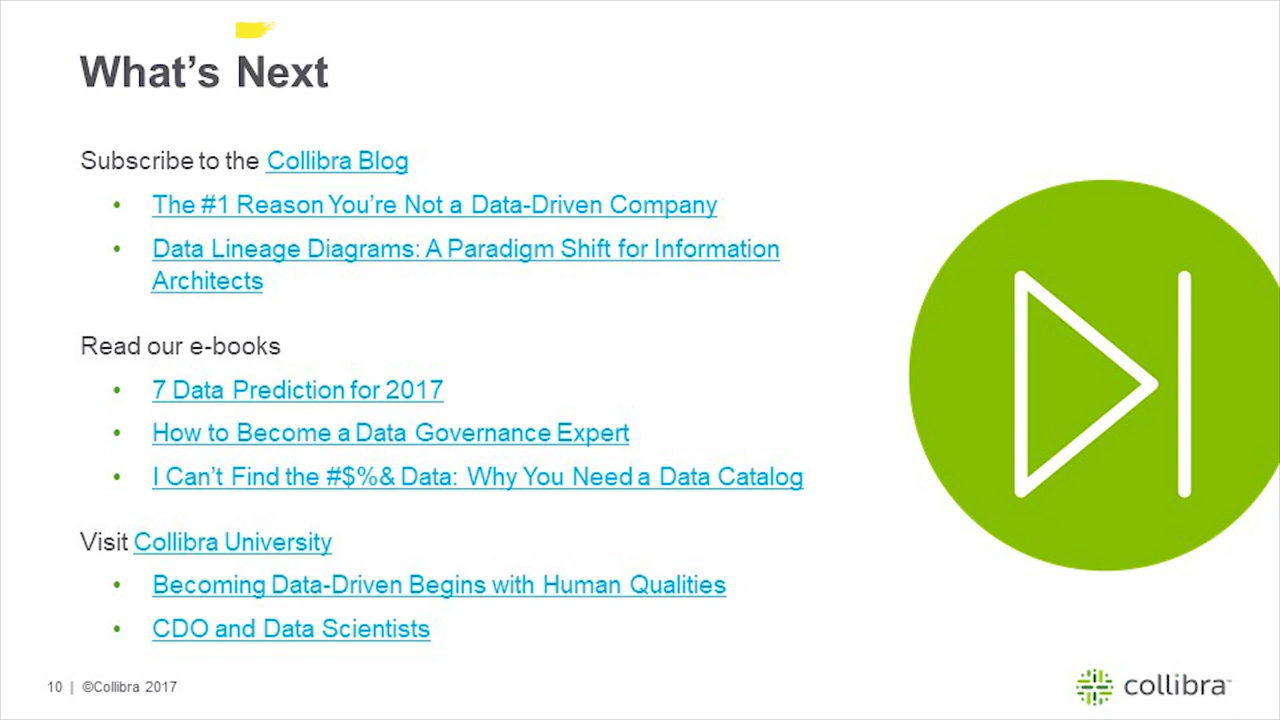 What's Next
Subscribe to the Collibra Blog
• The #1 Reason You're Not a Data-Driven Company
• Data Lineage Diagrams: A Paradigm Shift for Information
Architects
Read our e-books
• 7 Data Prediction for 2017
• How to Become a Data Governance Expert
• I Can't Find the #$%& Data: Why You Need a Data Catalog
Visit Collibra University
• Becoming Data-Driven Begins with Human Qualities
• CDO and Data Scientists
10 | ©Collibra 2017
collibra™